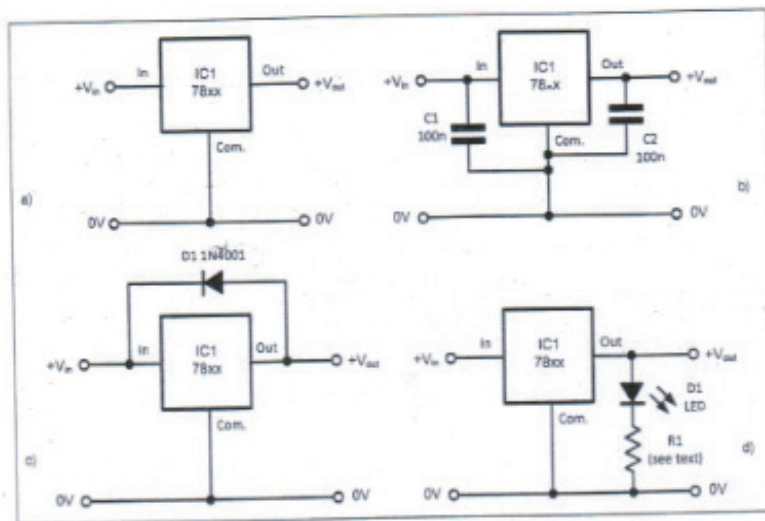 In
IC1
78xx
Out
+Vin
+Vout
Com.
0V
0V
a)
In
IC1
Out
+Vin
+Vout
C1
100n
Com.
C2
100n
0V
0V
b)
D1 1N4001
In
IC1
78xx
Out
+Vin
+Vout
Com.
0V
0V
c)
In
IC1
78xx
Out
+Vin
+Vout
D1
LED
Com.
R1
(see text)
0V
0V
d)